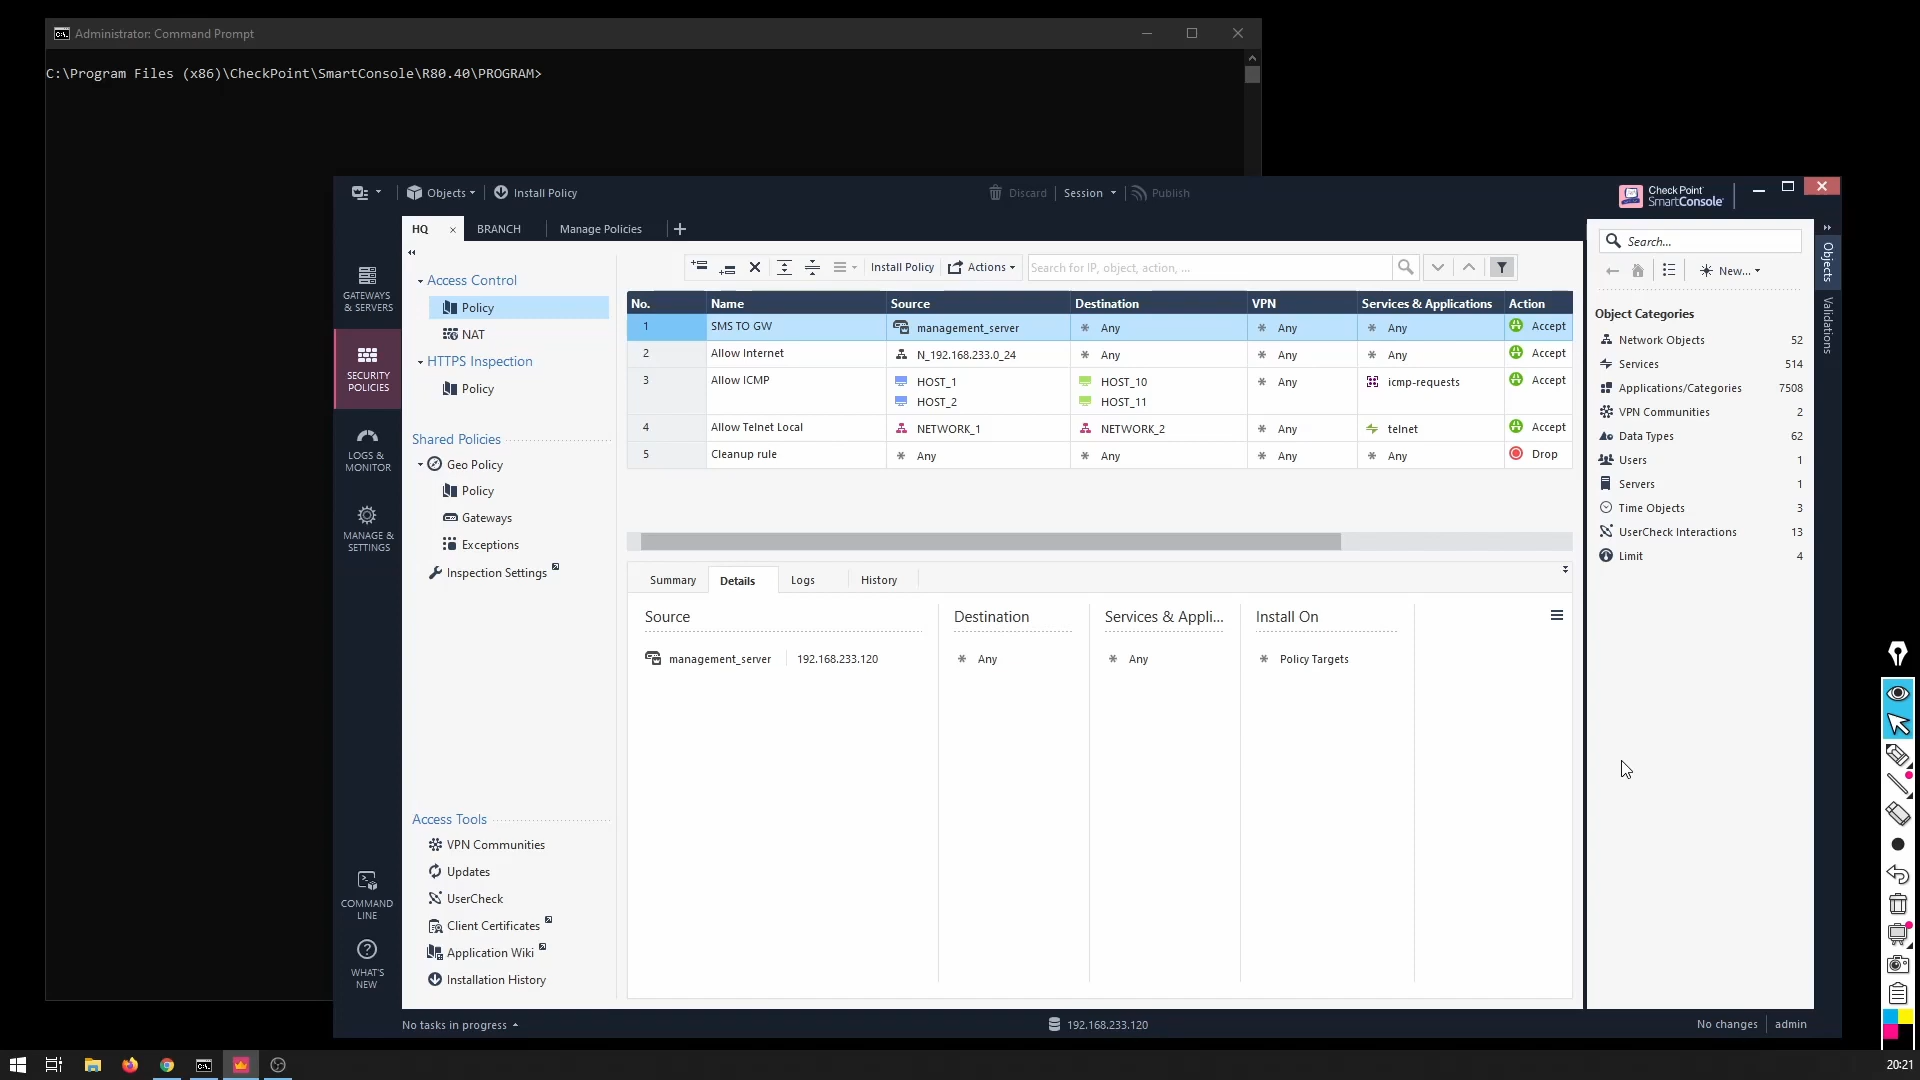 Administrator: Command Prompt
C:\Program Files (x86)\CheckPoint\SmartConsole\R80.40\PROGRAM>
Objects
Install Policy
Discard
Session
Publish
Check Point
SmartConsole
HQ
BRANCH
Manage Policies
GATEWAYS
& SERVERS
SECURITY
POLICIES
LOGS &
MONITOR
MANAGE &
SETTINGS
COMMAND
LINE
WHAT'S
NEW
Access Control
Policy
NAT
HTTPS Inspection
Policy
Shared Policies
Geo Policy
Policy
Gateways
Exceptions
Inspection Settings
Access Tools
VPN Communities
Updates
UserCheck
Client Certificates
Application Wiki
Installation History
Install Policy
Actions
Search for IP, object, action, ...
No. Name Source Destination VPN Services & Applications Action
1 SMS TO GW management_server * Any * Any * Any Accept
2 Allow Internet N_192.168.233.0_24 * Any * Any * Any Accept
3 Allow ICMP HOST_1 HOST_10 * Any icmp-requests Accept
HOST_2 HOST_11
4 Allow Telnet Local NETWORK_1 NETWORK_2 * Any telnet Accept
5 Cleanup rule * Any * Any * Any * Any Drop
Summary
Details
Logs
History
Source Destination Services & Appli... Install On
management_server 192.168.233.120 * Any * Any * Policy Targets
Search...
New...
Object Categories
Network Objects 52
Services 514
Applications/Categories 7508
VPN Communities 2
Data Types 62
Users 1
Servers 1
Time Objects 3
UserCheck Interactions 13
Limit 4
Objects
Validations
No tasks in progress
192.168.233.120
No changes
admin
20:21